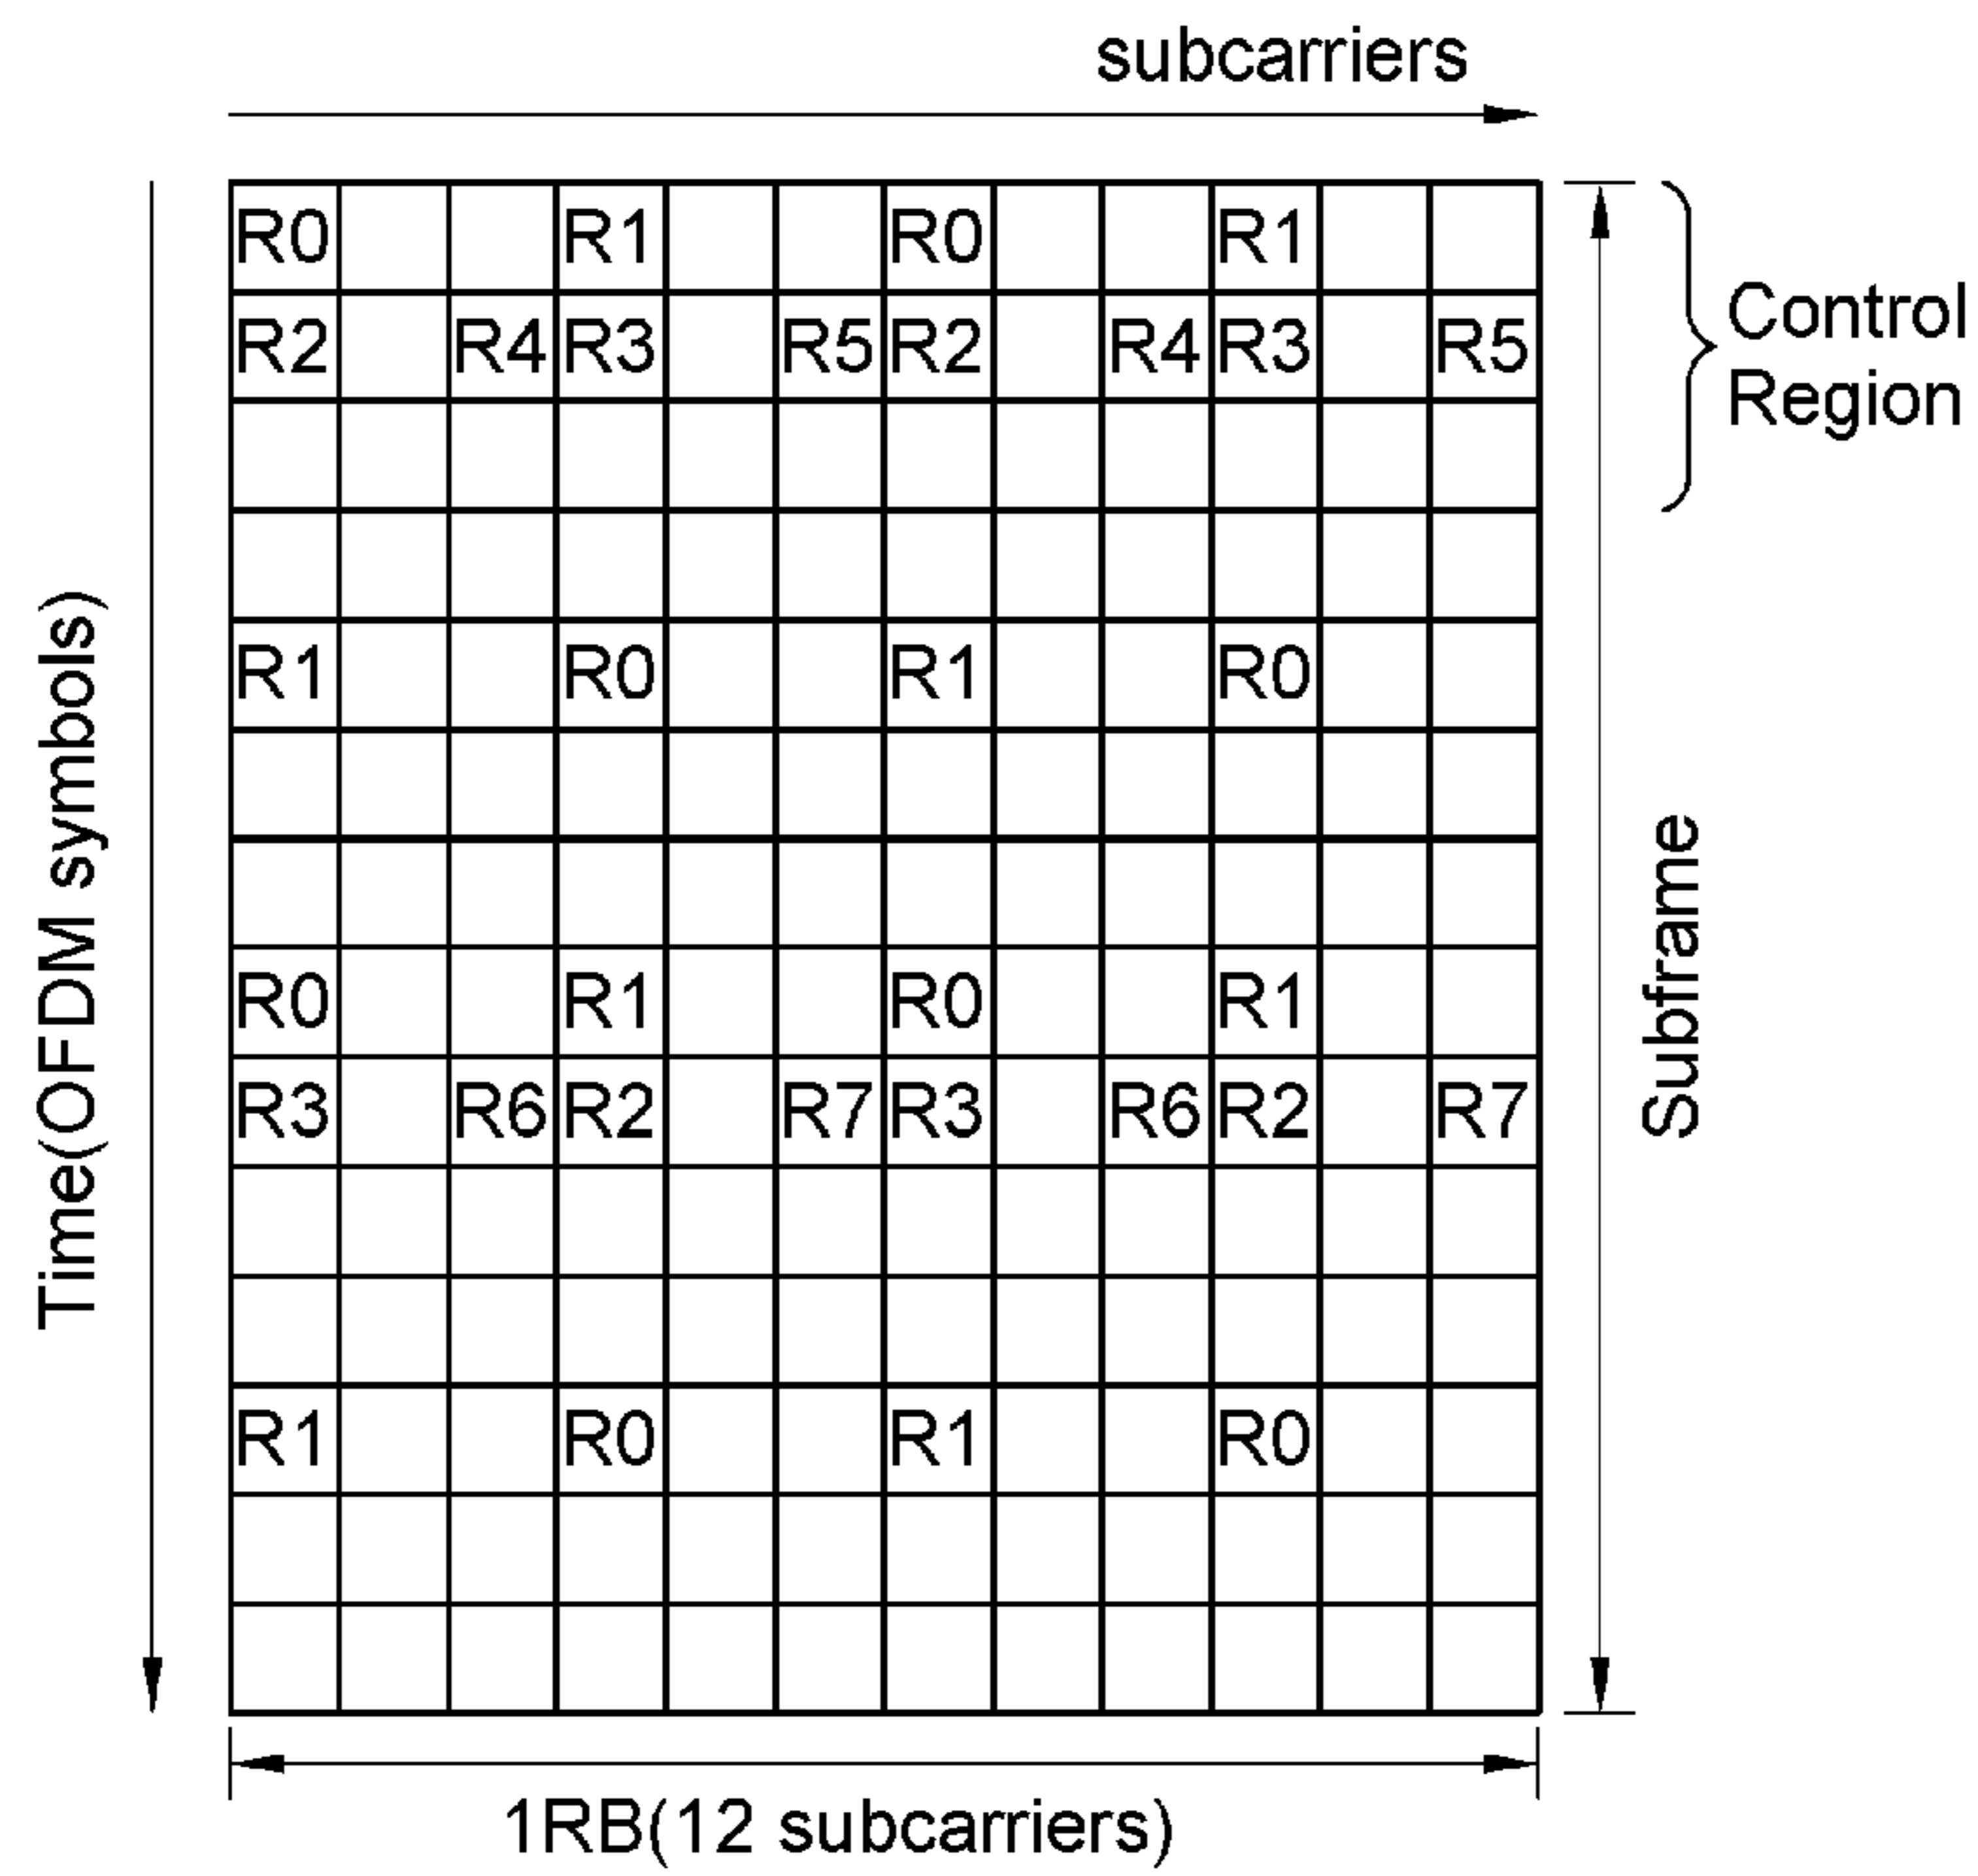 subcarriers
R0 R1 R0 R1
R2 R4 R3 R5 R2 R4 R3 R5
Control
Region
R1 R0 R1 R0
Time(OFDM symbols)
Subframe
R0 R1 R0 R1
R3 R6 R2 R7 R3 R6 R2 R7
R1 R0 R1 R0
1RB(12 subcarriers)